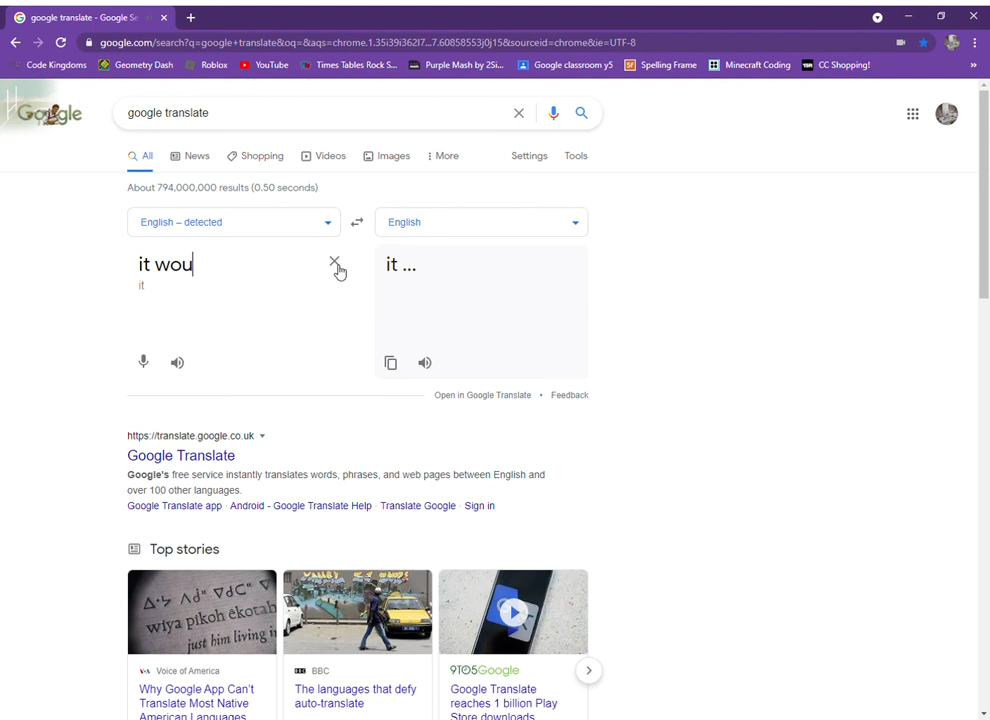 google translate - Google Se
google.com/search?q=google+translate&oq=&aqs=chrome.1.35i39i362l7...7.60858553j0j15&sourceid=chrome&ie=UTF-8
Code Kingdoms Geometry Dash Roblox YouTube Times Tables Rock S... Purple Mash by 2Si... Google classroom y5 Spelling Frame Minecraft Coding CC Shopping! »
Google
google translate
All News Shopping Videos Images More Settings Tools
About 794,000,000 results (0.50 seconds)
English – detected English
it wou it ...
it
Open in Google Translate • Feedback
https://translate.google.co.uk
Google Translate
Google's free service instantly translates words, phrases, and web pages between English and
over 100 other languages.
Google Translate app · Android - Google Translate Help · Translate Google · Sign in
Top stories
wiya pikoh êkotah
just him living in
Voice of America BBC 9TO5Google
Why Google App Can't The languages that defy Google Translate
Translate Most Native auto-translate reaches 1 billion Play
American Languages Store downloads